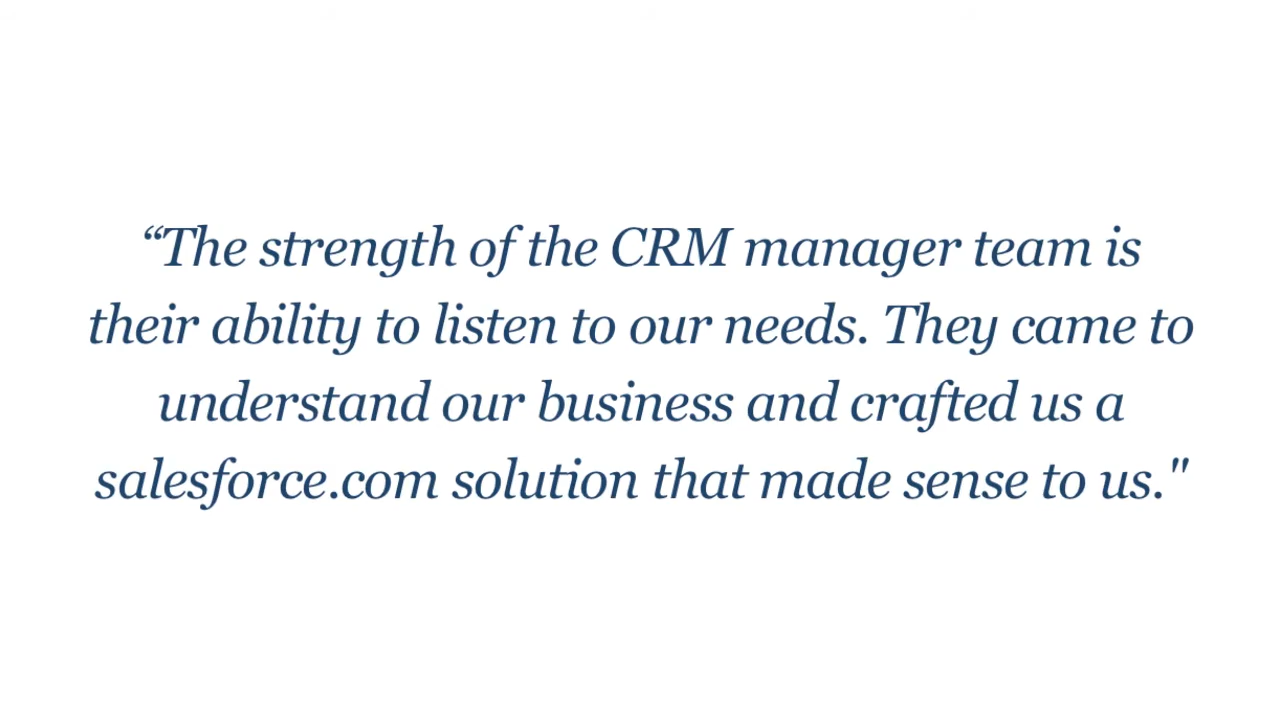 “The strength of the CRM manager team is
their ability to listen to our needs. They came to
understand our business and crafted us a
salesforce.com solution that made sense to us."